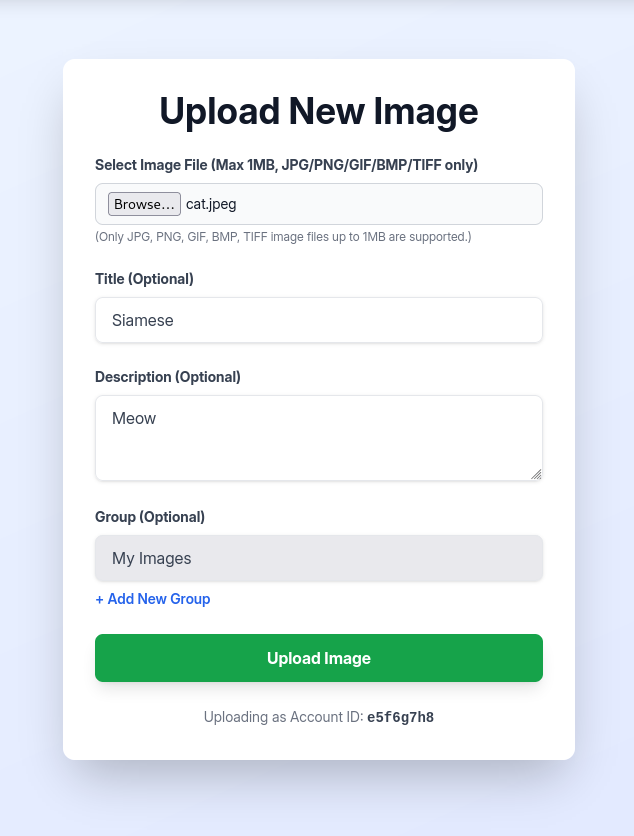 Upload New Image
Select Image File (Max 1MB, JPG/PNG/GIF/BMP/TIFF only)
Browse... cat.jpeg
(Only JPG, PNG, GIF, BMP, TIFF image files up to 1MB are supported.)
Title (Optional)
Siamese
Description (Optional)
Meow
Group (Optional)
My Images
+ Add New Group
Upload Image
Uploading as Account ID: e5f6g7h8